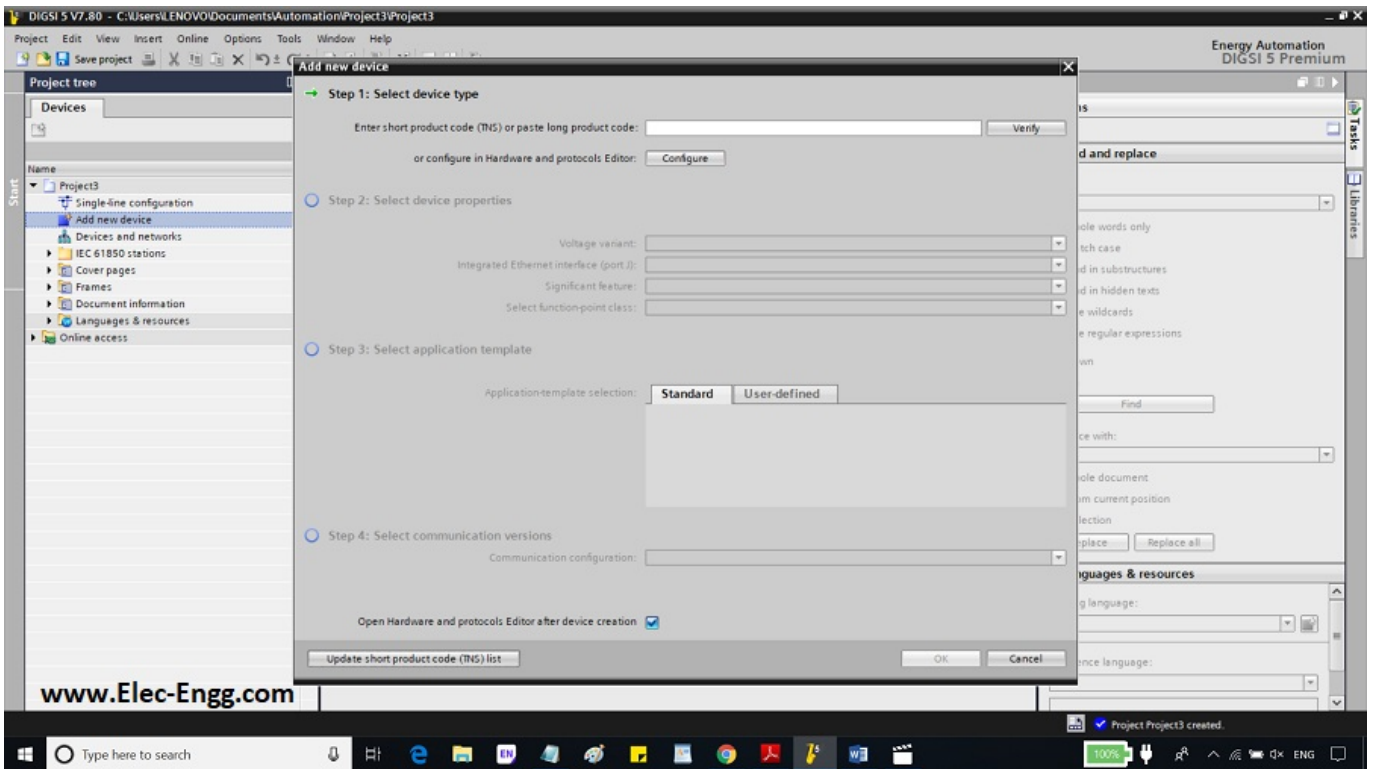 DIGSI 5 V7.80 - C:\Users\LENOVO\Documents\Automation\Project3\Project3
Project Edit View Insert Online Options Tools Window Help
Energy Automation
DIGSI 5 Premium
Save project
Add new device
Project tree
Devices
Name
Project3
Single-line configuration
Add new device
Devices and networks
IEC 61850 stations
Cover pages
Frames
Document information
Languages & resources
Online access
Start
Step 1: Select device type
Enter short product code (TNS) or paste long product code:
Verify
or configure in Hardware and protocols Editor:
Configure
Step 2: Select device properties
Voltage variant:
Integrated Ethernet interface (port J):
Significant feature:
Select function-point class:
Step 3: Select application template
Application-template selection:
Standard
User-defined
Step 4: Select communication versions
Communication configuration:
Open Hardware and protocols Editor after device creation
Update short product code (TNS) list
OK
Cancel
ns
d and replace
ole words only
tch case
d in substructures
d in hidden texts
e wildcards
e regular expressions
wn
Find
ce with:
ole document
om current position
lection
eplace
Replace all
nguages & resources
g language:
ence language:
Tasks
Libraries
www.Elec-Engg.com
Project Project3 created.
Type here to search
EN
100%
ENG